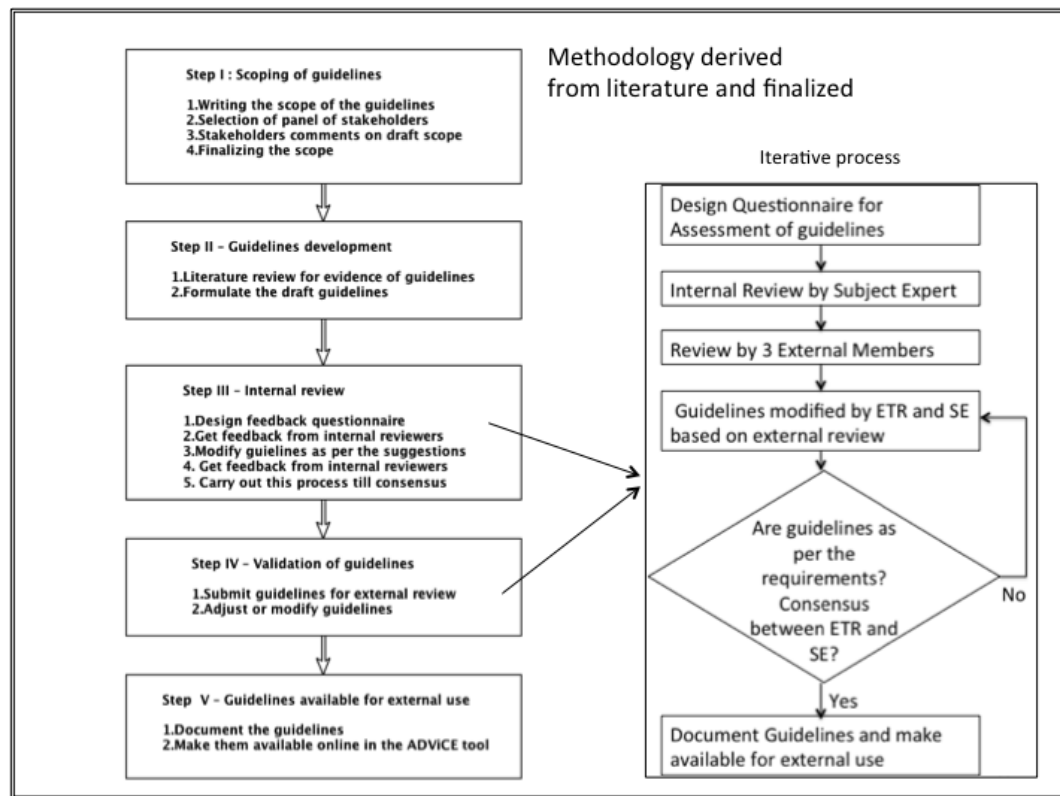 Methodology derived
from literature and finalized
Step I : Scoping of guidelines
1.Writing the scope of the guidelines
2.Selection of panel of stakeholders
3.Stakeholders comments on draft scope
4.Finalizing the scope
Step II – Guidelines development
1.Literature review for evidence of guidelines
2.Formulate the draft guidelines
Step III – Internal review
1.Design feedback questionnaire
2.Get feedback from internal reviewers
3.Modify guielines as per the suggestions
4. Get feedback from internal reviewers
5. Carry out this process till consensus
Step IV – Validation of guidelines
1.Submit guidelines for external review
2.Adjust or modify guidelines
Step V – Guidelines available for external use
1.Document the guidelines
2.Make them available online in the ADViCE tool
Iterative process
Design Questionnaire for
Assessment of guidelines
Internal Review by Subject Expert
Review by 3 External Members
Guidelines modified by ETR and SE
based on external review
Are guidelines as
per the
requirements?
Consensus
between ETR and
SE?
No
Yes
Document Guidelines and make
available for external use